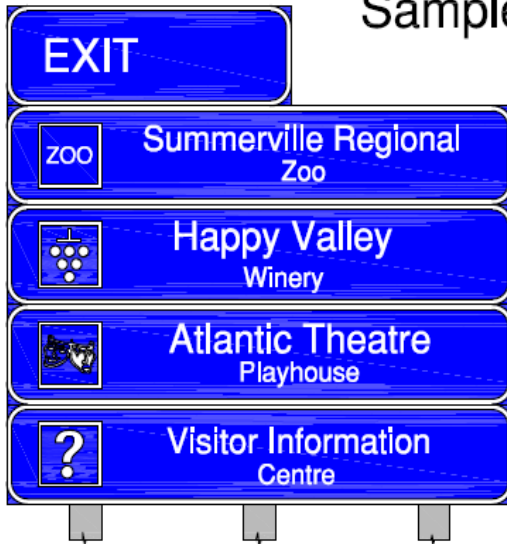 Sample
EXIT
ZOO
Summerville Regional
Zoo
Happy Valley
Winery
Atlantic Theatre
Playhouse
?
Visitor Information
Centre